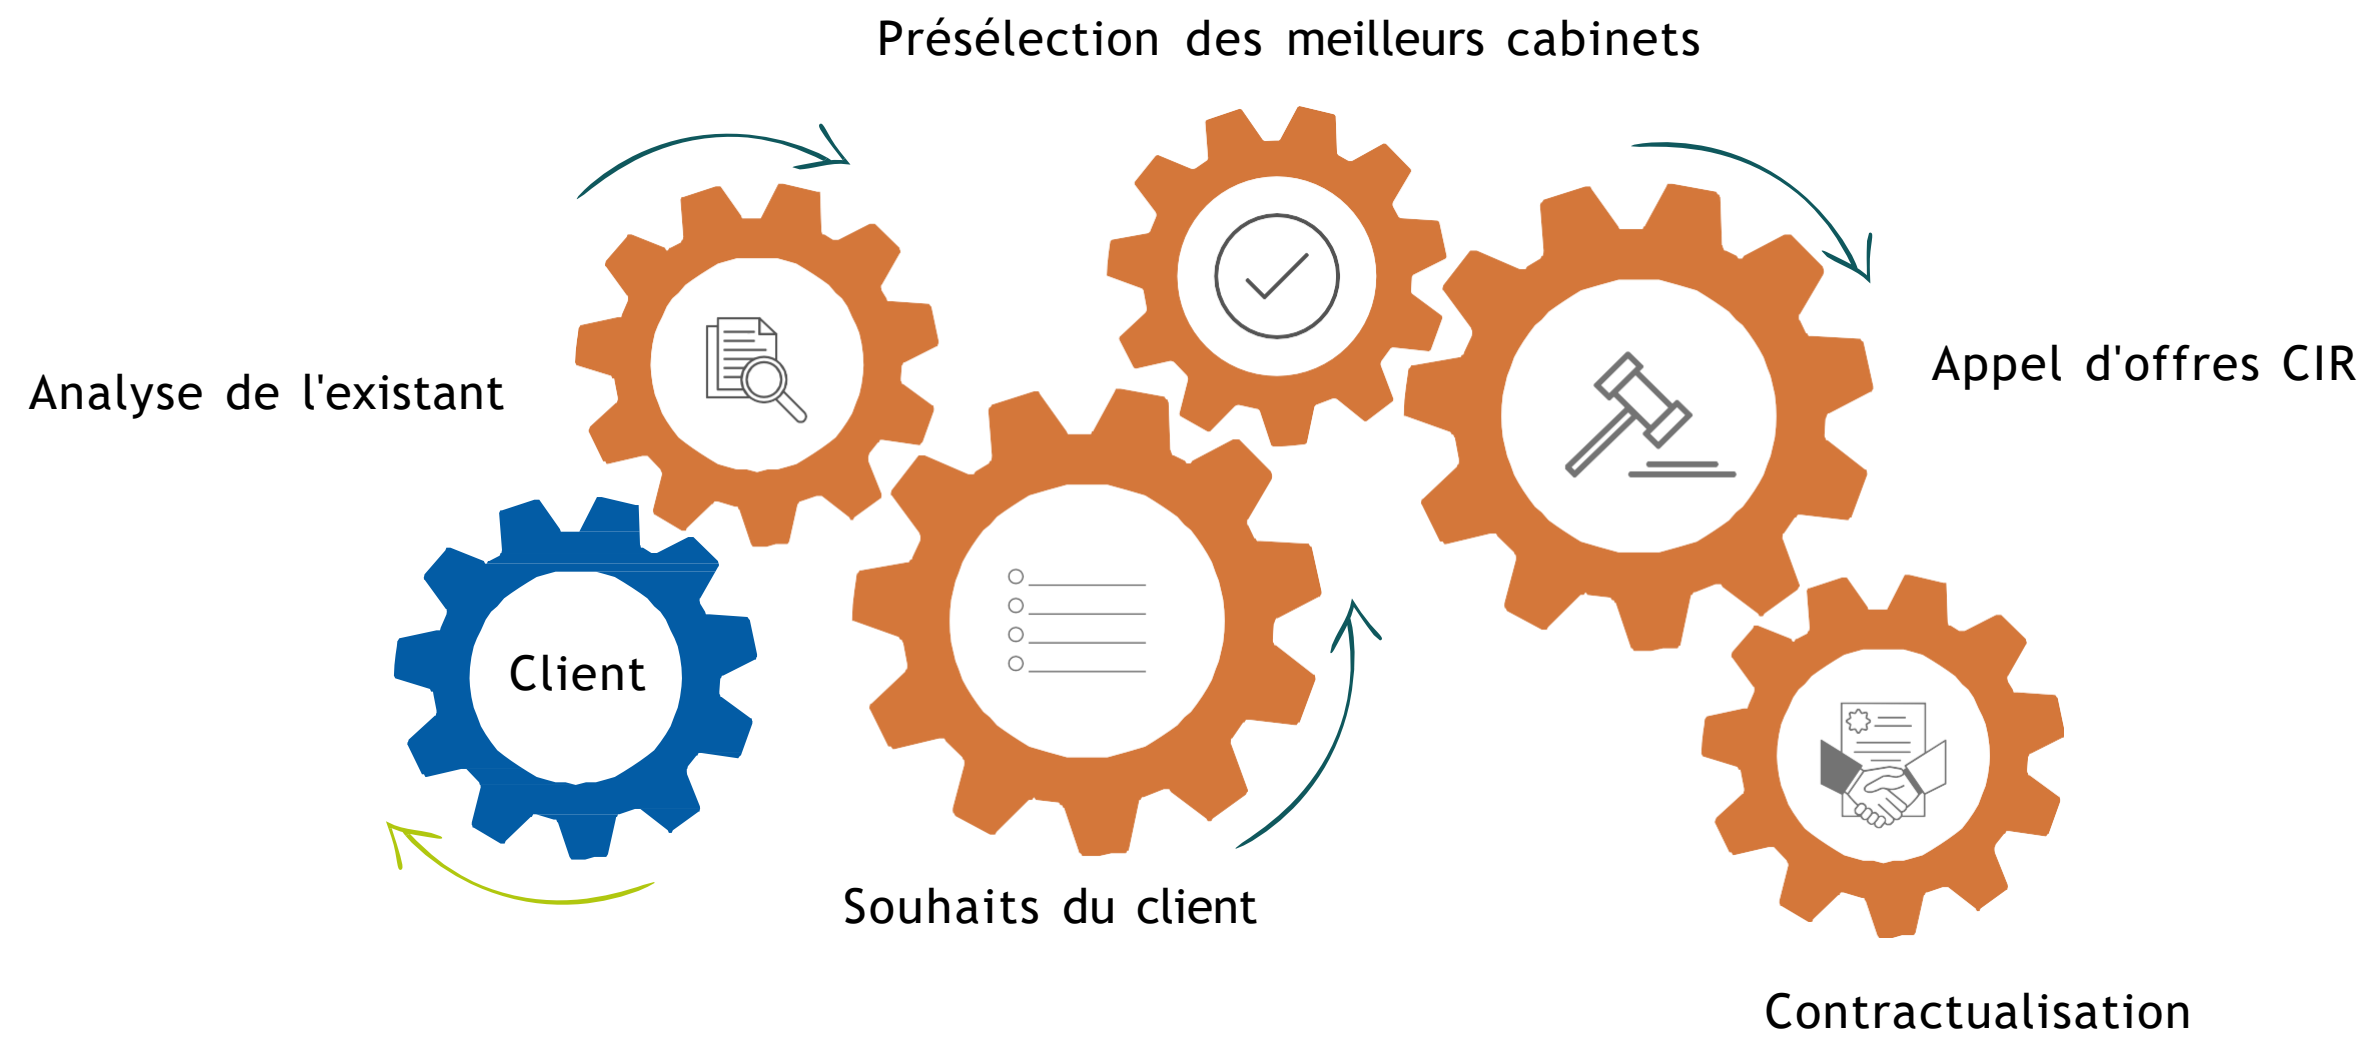 Présélection des meilleurs cabinets
Analyse de l'existant
Appel d'offres CIR
Client
Souhaits du client
Contractualisation